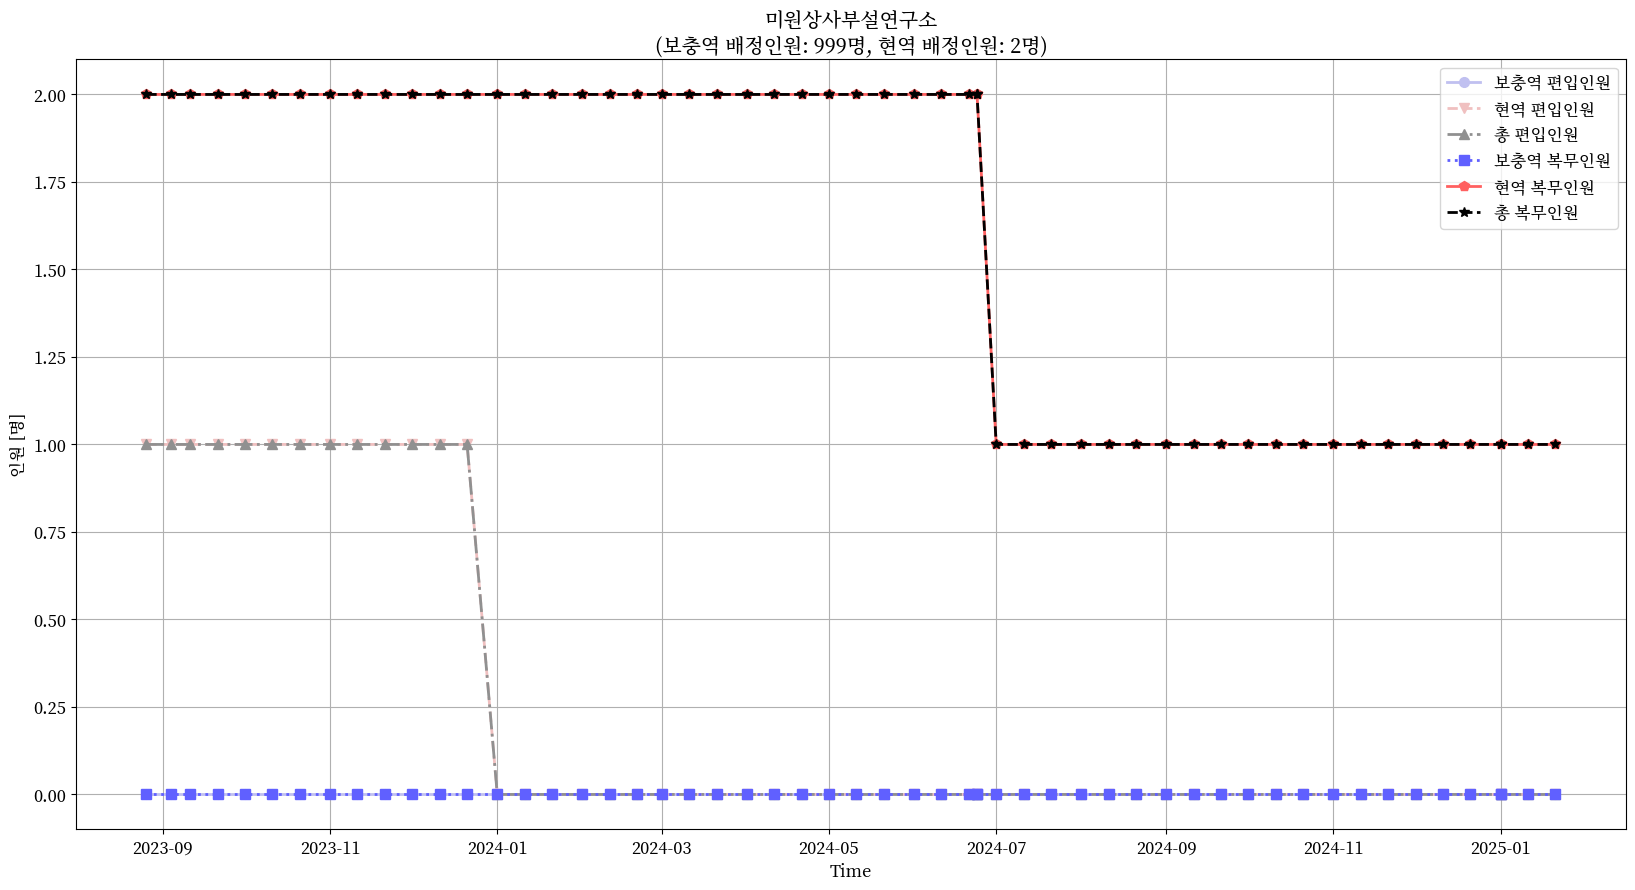 미원상사부설연구소
(보충역 배정인원: 999명, 현역 배정인원: 2명)
보충역 편입인원
현역 편입인원
총 편입인원
보충역 복무인원
현역 복무인원
총 복무인원
인원 [명]
2.00
1.75
1.50
1.25
1.00
0.75
0.50
0.25
0.00
2023-09 2023-11 2024-01 2024-03 2024-05 2024-07 2024-09 2024-11 2025-01
Time